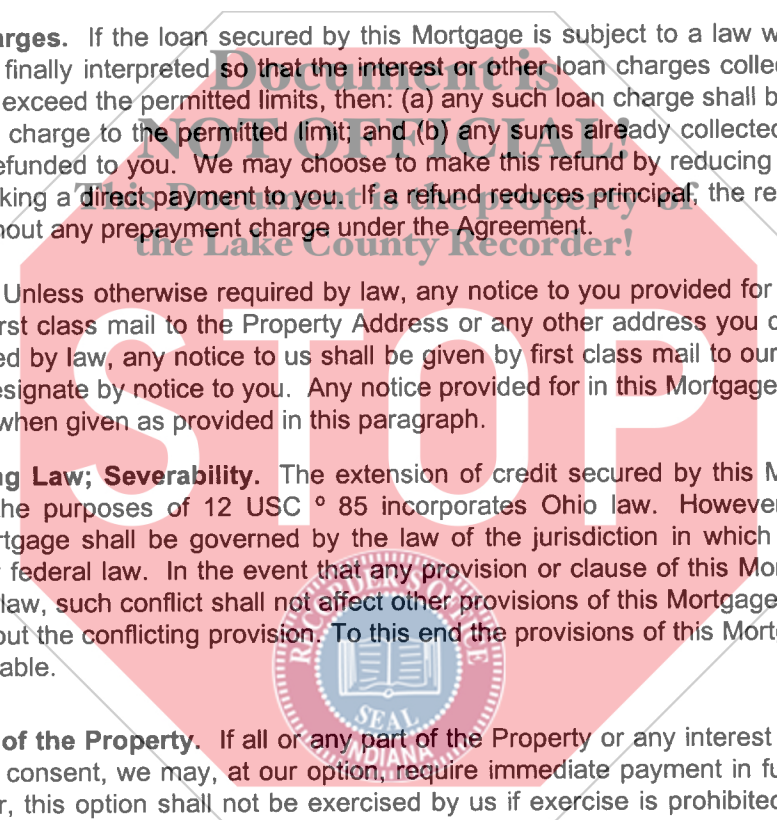 arges. If the loan secured by this Mortgage is subject to a law w
finally interpreted so that the interest or other loan charges collec
exceed the permitted limits, then: (a) any such loan charge shall b
charge to the permitted limit; and (b) any sums already collected
efunded to you. We may choose to make this refund by reducing
king a direct payment to you. If a refund reduces principal, the re
hout any prepayment charge under the Agreement.
Document is
NOT OFFICIAL!
This Document is the property of
the Lake County Recorder!
Unless otherwise required by law, any notice to you provided for
rst class mail to the Property Address or any other address you d
ed by law, any notice to us shall be given by first class mail to our
esignate by notice to you. Any notice provided for in this Mortgage
when given as provided in this paragraph.
STOP
ng Law; Severability. The extension of credit secured by this M
he purposes of 12 USC º 85 incorporates Ohio law. However
rtgage shall be governed by the law of the jurisdiction in which
federal law. In the event that any provision or clause of this Mor
law, such conflict shall not affect other provisions of this Mortgage
out the conflicting provision. To this end the provisions of this Mort
able.
RECORDER'S OFFICE
SEAL
INDIANA
of the Property. If all or any part of the Property or any interest
consent, we may, at our option, require immediate payment in fu
r, this option shall not be exercised by us if exercise is prohibited